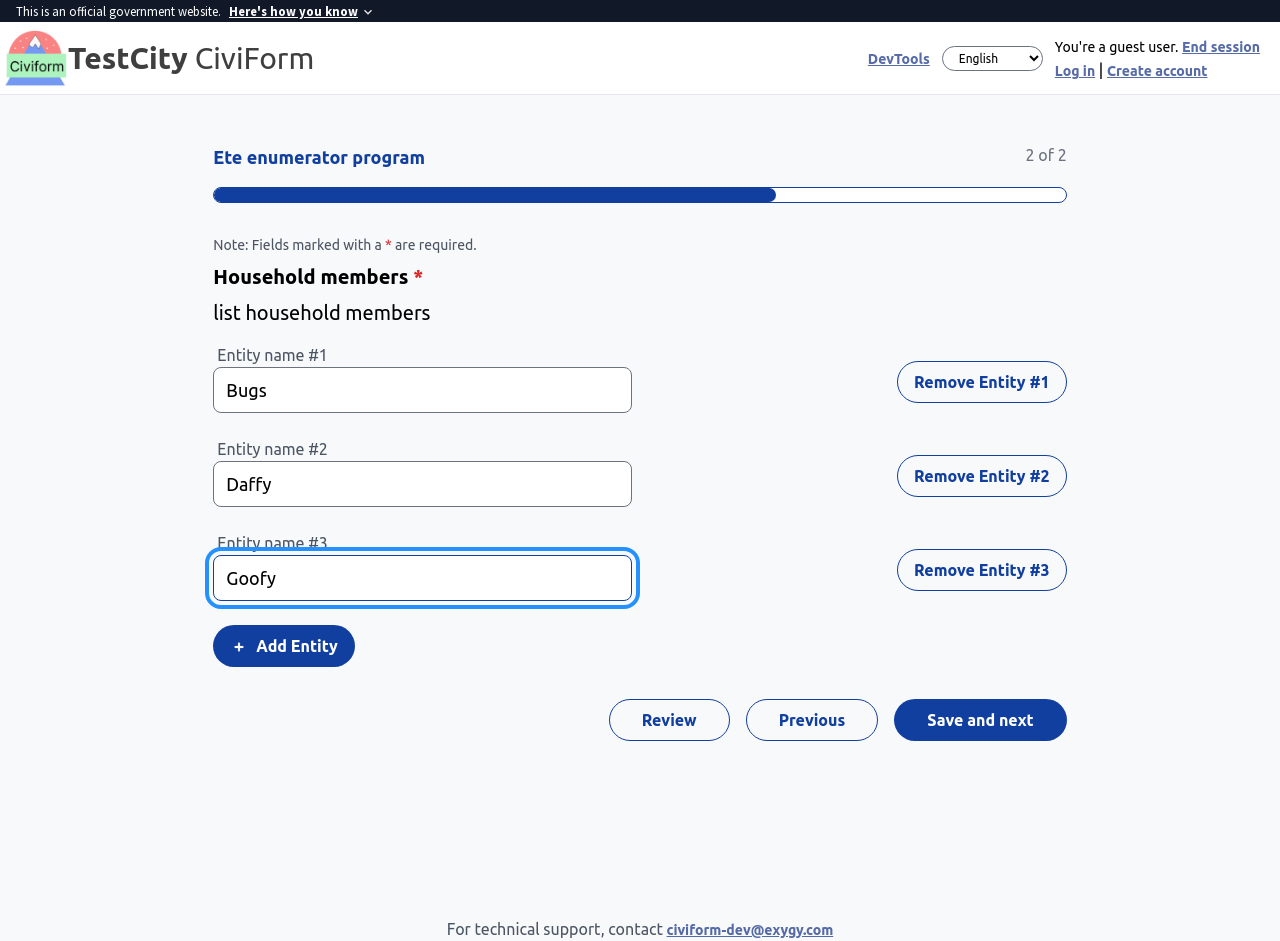 This is an official government website. Here's how you know
Civiform
TestCity CiviForm
DevTools
English
You're a guest user. End session
Log in | Create account
Ete enumerator program
2 of 2
Note: Fields marked with a * are required.
Household members *
list household members
Entity name #1
Bugs
Remove Entity #1
Entity name #2
Daffy
Remove Entity #2
Entity name #3
Goofy
Remove Entity #3
+ Add Entity
Review
Previous
Save and next
For technical support, contact civiform-dev@exygy.com